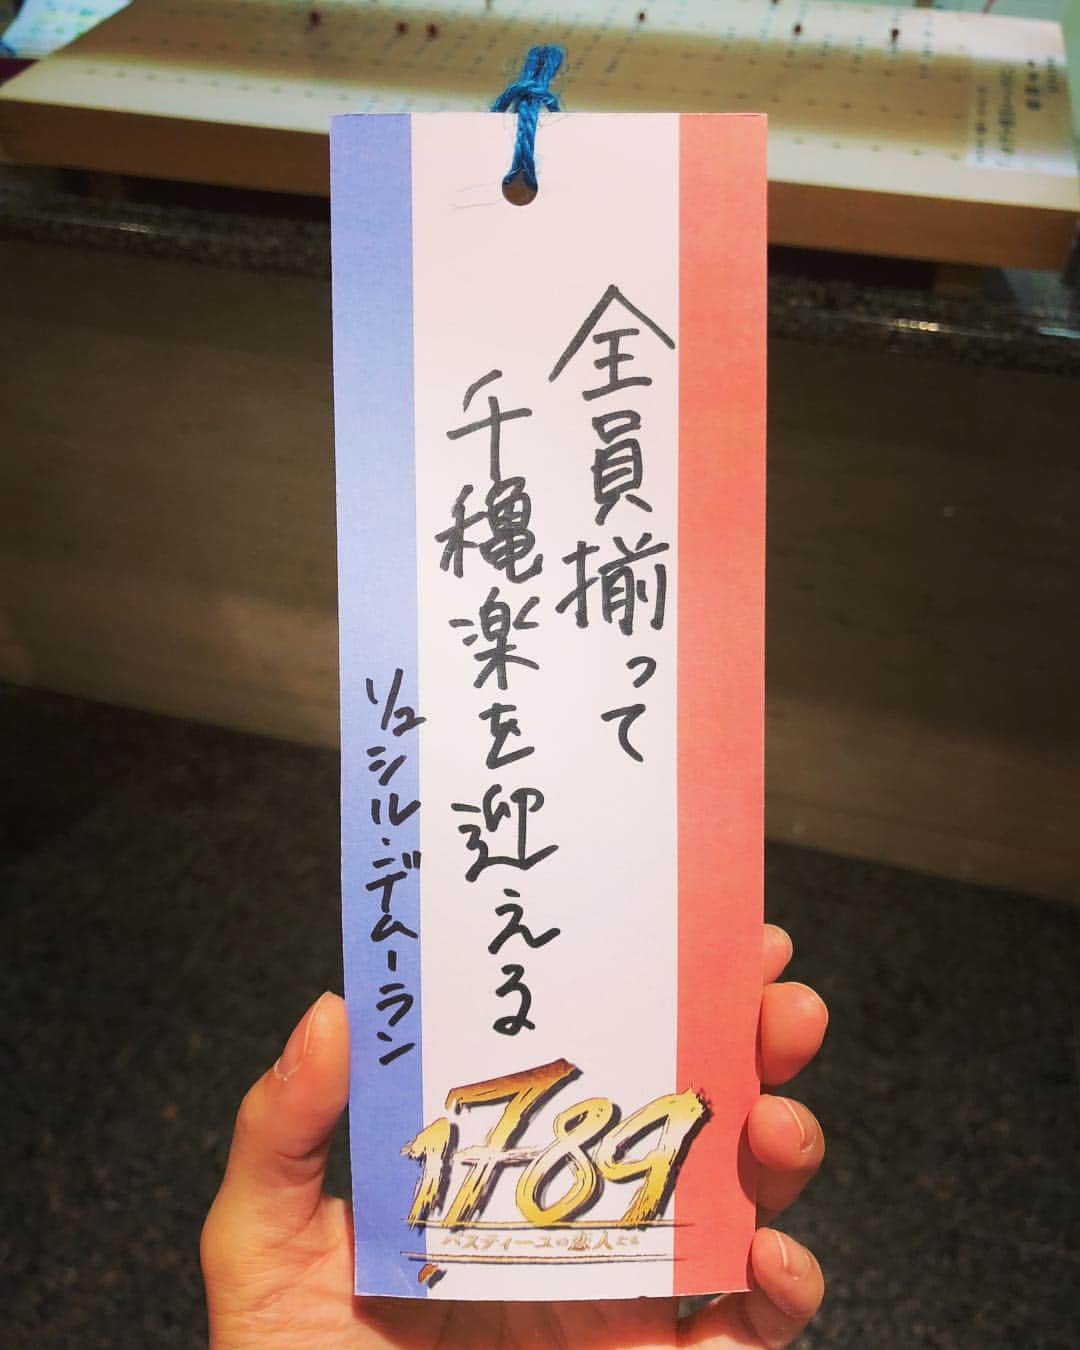 全員揃って
千穐楽を迎える
リュシル・デムーラン
1789
バスティーユの恋人たち